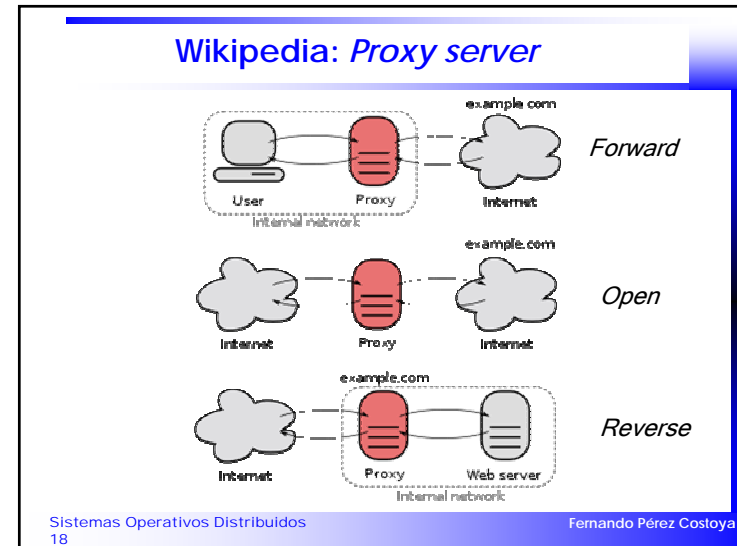 Wikipedia: Proxy server
example.com
Forward
User
Proxy
Internet
Internal network
example.com
Open
Internet
Proxy
Internet
example.com
Reverse
Internet
Proxy
Web server
Internal network
Sistemas Operativos Distribuidos
18
Fernando Pérez Costoya